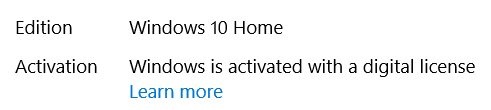 Edition Windows 10 Home
Activation Windows is activated with a digital license
Learn more